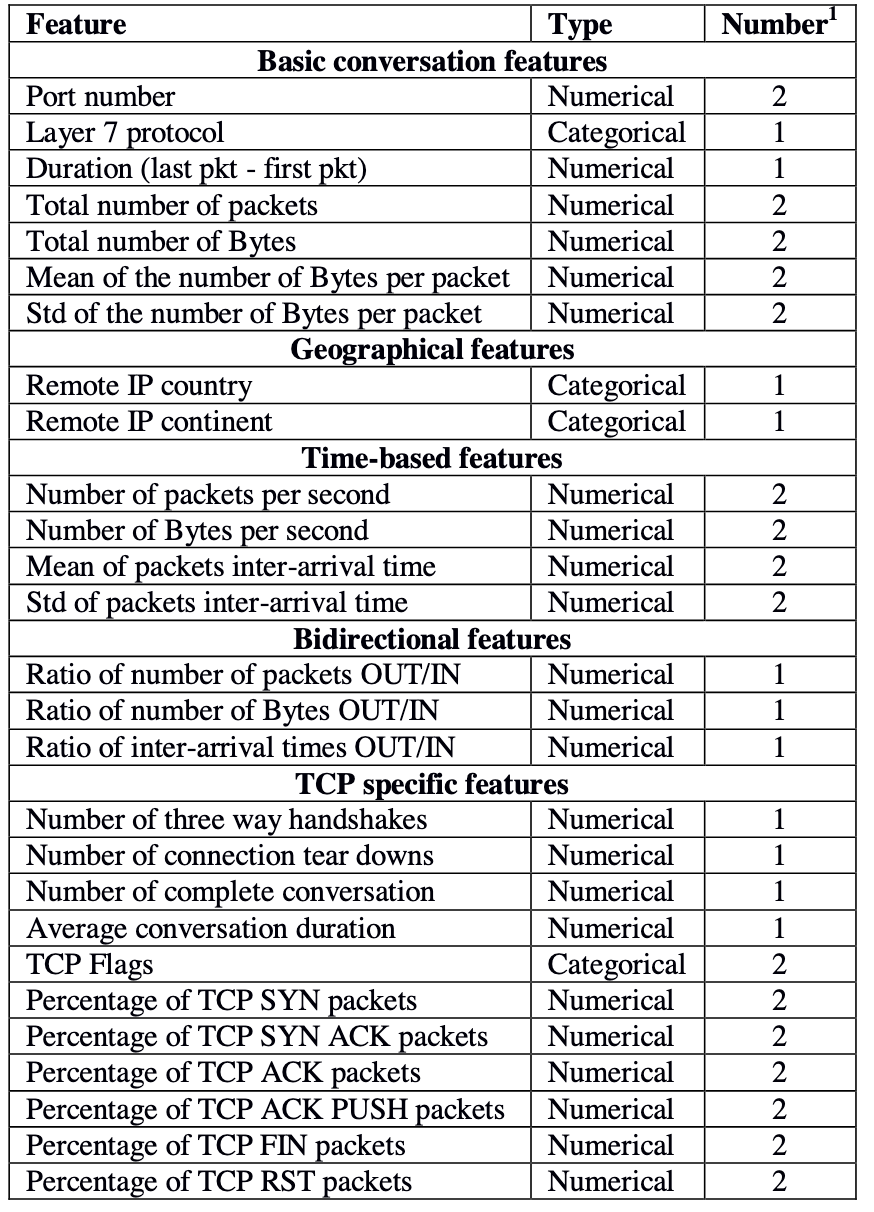 Feature Type Number1
Basic conversation features
Port number Numerical 2
Layer 7 protocol Categorical 1
Duration (last pkt - first pkt) Numerical 1
Total number of packets Numerical 2
Total number of Bytes Numerical 2
Mean of the number of Bytes per packet Numerical 2
Std of the number of Bytes per packet Numerical 2
Geographical features
Remote IP country Categorical 1
Remote IP continent Categorical 1
Time-based features
Number of packets per second Numerical 2
Number of Bytes per second Numerical 2
Mean of packets inter-arrival time Numerical 2
Std of packets inter-arrival time Numerical 2
Bidirectional features
Ratio of number of packets OUT/IN Numerical 1
Ratio of number of Bytes OUT/IN Numerical 1
Ratio of inter-arrival times OUT/IN Numerical 1
TCP specific features
Number of three way handshakes Numerical 1
Number of connection tear downs Numerical 1
Number of complete conversation Numerical 1
Average conversation duration Numerical 1
TCP Flags Categorical 2
Percentage of TCP SYN packets Numerical 2
Percentage of TCP SYN ACK packets Numerical 2
Percentage of TCP ACK packets Numerical 2
Percentage of TCP ACK PUSH packets Numerical 2
Percentage of TCP FIN packets Numerical 2
Percentage of TCP RST packets Numerical 2